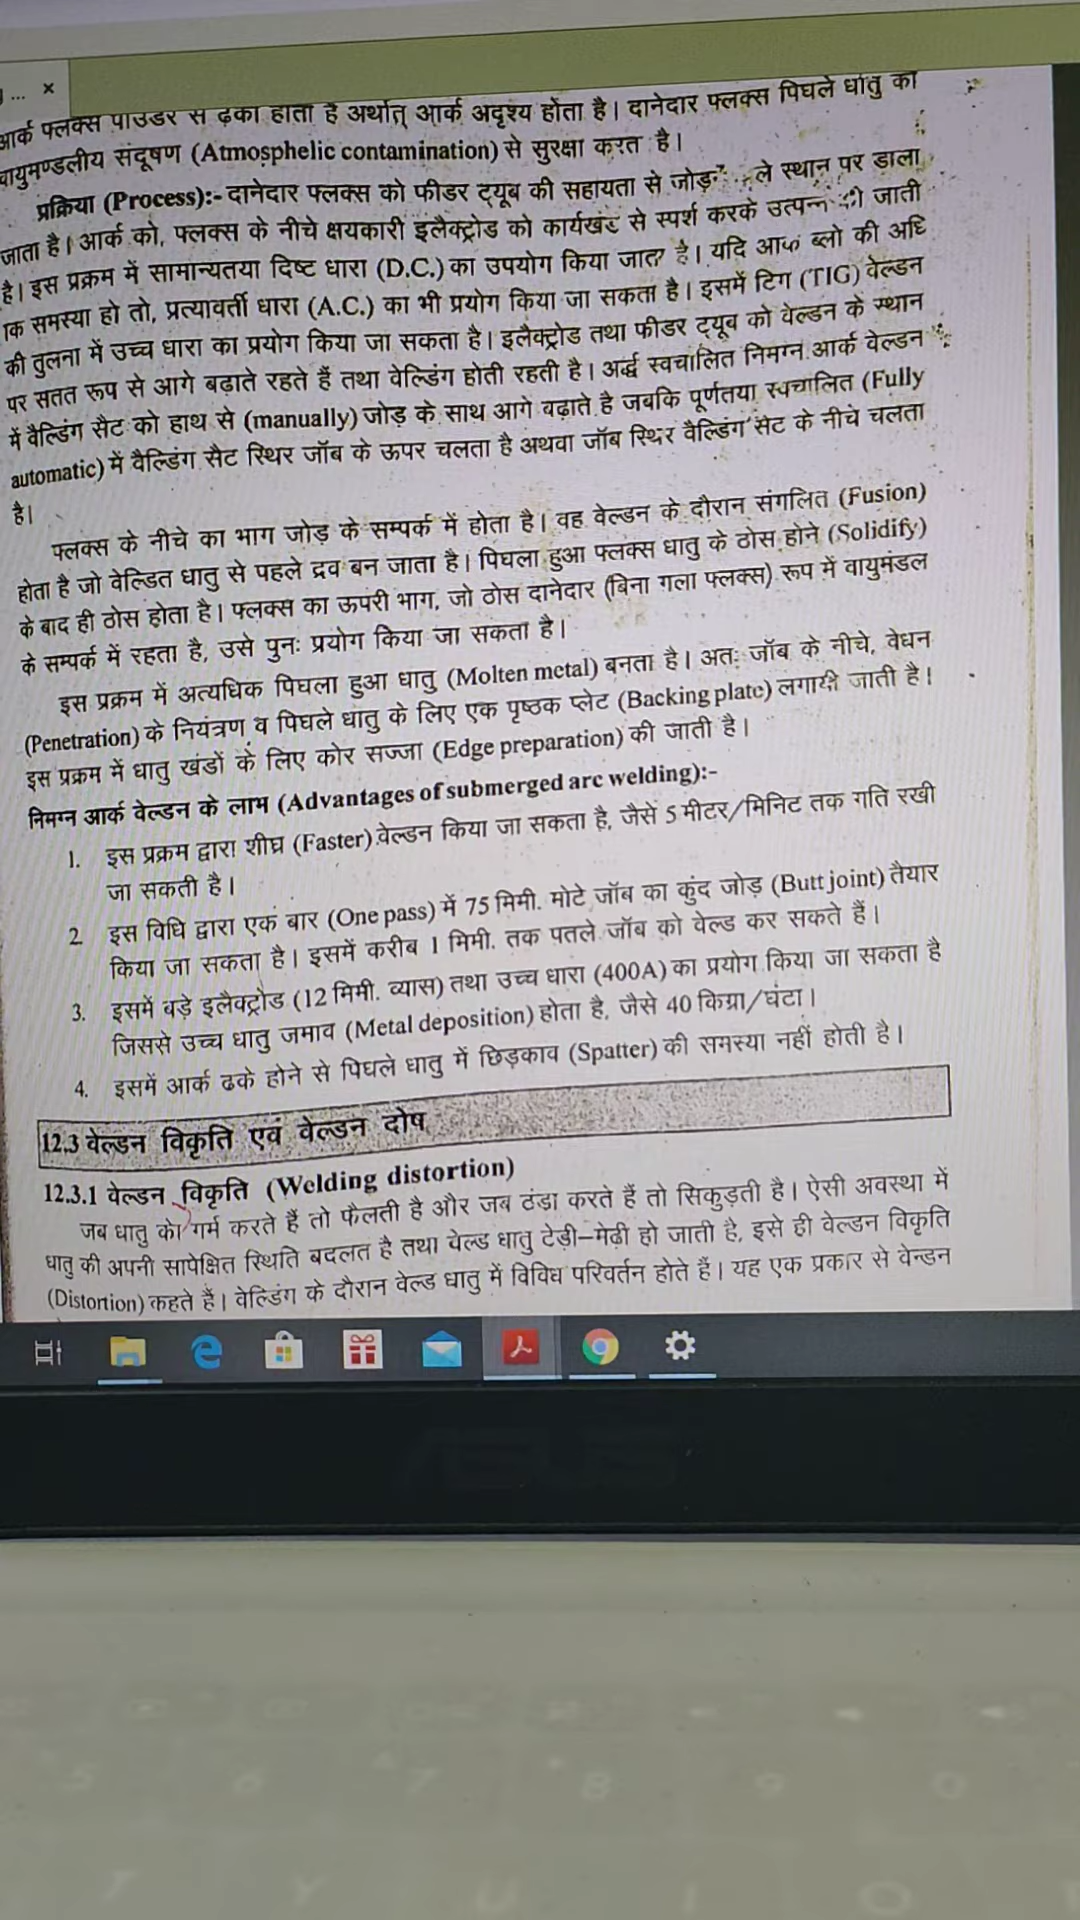 आर्क फ्लक्स पाउडर से ढ़का होता है अर्थात् आर्क अदृश्य होता है। दानेदार फ्लक्स पिघले धातु का
वायुमण्डलीय संदूषण (Atmosphelic contamination) से सुरक्षा करत है।
प्रक्रिया (Process):- दानेदार फ्लक्स को फीडर ट्यूब की सहायता से जोड़ ले स्थान पर डाला
जाता है। आर्क को, फ्लक्स के नीचे क्षयकारी इलैक्ट्रोड को कार्यखंड से स्पर्श करके उत्पन्न की जाती
है। इस प्रक्रम में सामान्यतया दिष्ट धारा (D.C.) का उपयोग किया जाता है। यदि आर्क ब्लो की अधि
क समस्या हो तो, प्रत्यावर्ती धारा (A.C.) का भी प्रयोग किया जा सकता है। इसमें टिग (TIG) वेल्डन
की तुलना में उच्च धारा का प्रयोग किया जा सकता है। इलैक्ट्रोड तथा फीडर ट्यूब को वेल्डन के स्थान
पर सतत रूप से आगे बढ़ाते रहते हैं तथा वेल्डिंग होती रहती है। अर्द्ध स्वचालित निमग्न आर्क वेल्डन
में वैल्डिंग सैट को हाथ से (manually) जोड़ के साथ आगे बढ़ाते है जबकि पूर्णतया स्वचालित (Fully
automatic) में वैल्डिंग सैट स्थिर जॉब के ऊपर चलता है अथवा जॉब स्थिर वैल्डिंग सेट के नीचे चलता
है।
फ्लक्स के नीचे का भाग जोड़ के सम्पर्क में होता है। वह वेल्डन के दौरान संगलित (Fusion)
होता है जो वेल्डित धातु से पहले द्रव बन जाता है। पिघला हुआ फ्लक्स धातु के ठोस होने (Solidify)
के बाद ही ठोस होता है। फ्लक्स का ऊपरी भाग, जो ठोस दानेदार (बिना गला फ्लक्स) रूप में वायुमंडल
के सम्पर्क में रहता है, उसे पुनः प्रयोग किया जा सकता है।
इस प्रक्रम में अत्यधिक पिघला हुआ धातु (Molten metal) बनता है। अतः जॉब के नीचे, वेधन
(Penetration) के नियंत्रण व पिघले धातु के लिए एक पृष्ठक प्लेट (Backing plate) लगायी जाती है।
इस प्रक्रम में धातु खंडों के लिए कोर सज्जा (Edge preparation) की जाती है।
निमग्न आर्क वेल्डन के लाभ (Advantages of submerged arc welding):-
1. इस प्रक्रम द्वारा शीघ्र (Faster) वेल्डन किया जा सकता है, जैसे 5 मीटर/मिनिट तक गति रखी
जा सकती है।
2. इस विधि द्वारा एक बार (One pass) में 75 मिमी. मोटे जॉब का कुंद जोड़ (Butt joint) तैयार
किया जा सकता है। इसमें करीब 1 मिमी. तक पतले जॉब को वेल्ड कर सकते हैं।
3. इसमें बड़े इलैक्ट्रोड (12 मिमी. व्यास) तथा उच्च धारा (400A) का प्रयोग किया जा सकता है
जिससे उच्च धातु जमाव (Metal deposition) होता है, जैसे 40 किग्रा/घंटा।
4. इसमें आर्क ढके होने से पिघले धातु में छिड़काव (Spatter) की समस्या नहीं होती है।
12.3 वेल्डन विकृति एवं वेल्डन दोष
12.3.1 वेल्डन विकृति (Welding distortion)
जब धातु को गर्म करते हैं तो फैलती है और जब ठंडा करते हैं तो सिकुड़ती है। ऐसी अवस्था में
धातु की अपनी सापेक्षित स्थिति बदलत है तथा वेल्ड धातु टेड़ी-मेढ़ी हो जाती है, इसे ही वेल्डन विकृति
(Distortion) कहते हैं। वेल्डिंग के दौरान वेल्ड धातु में विविध परिवर्तन होते हैं। यह एक प्रकार से वेन्डन